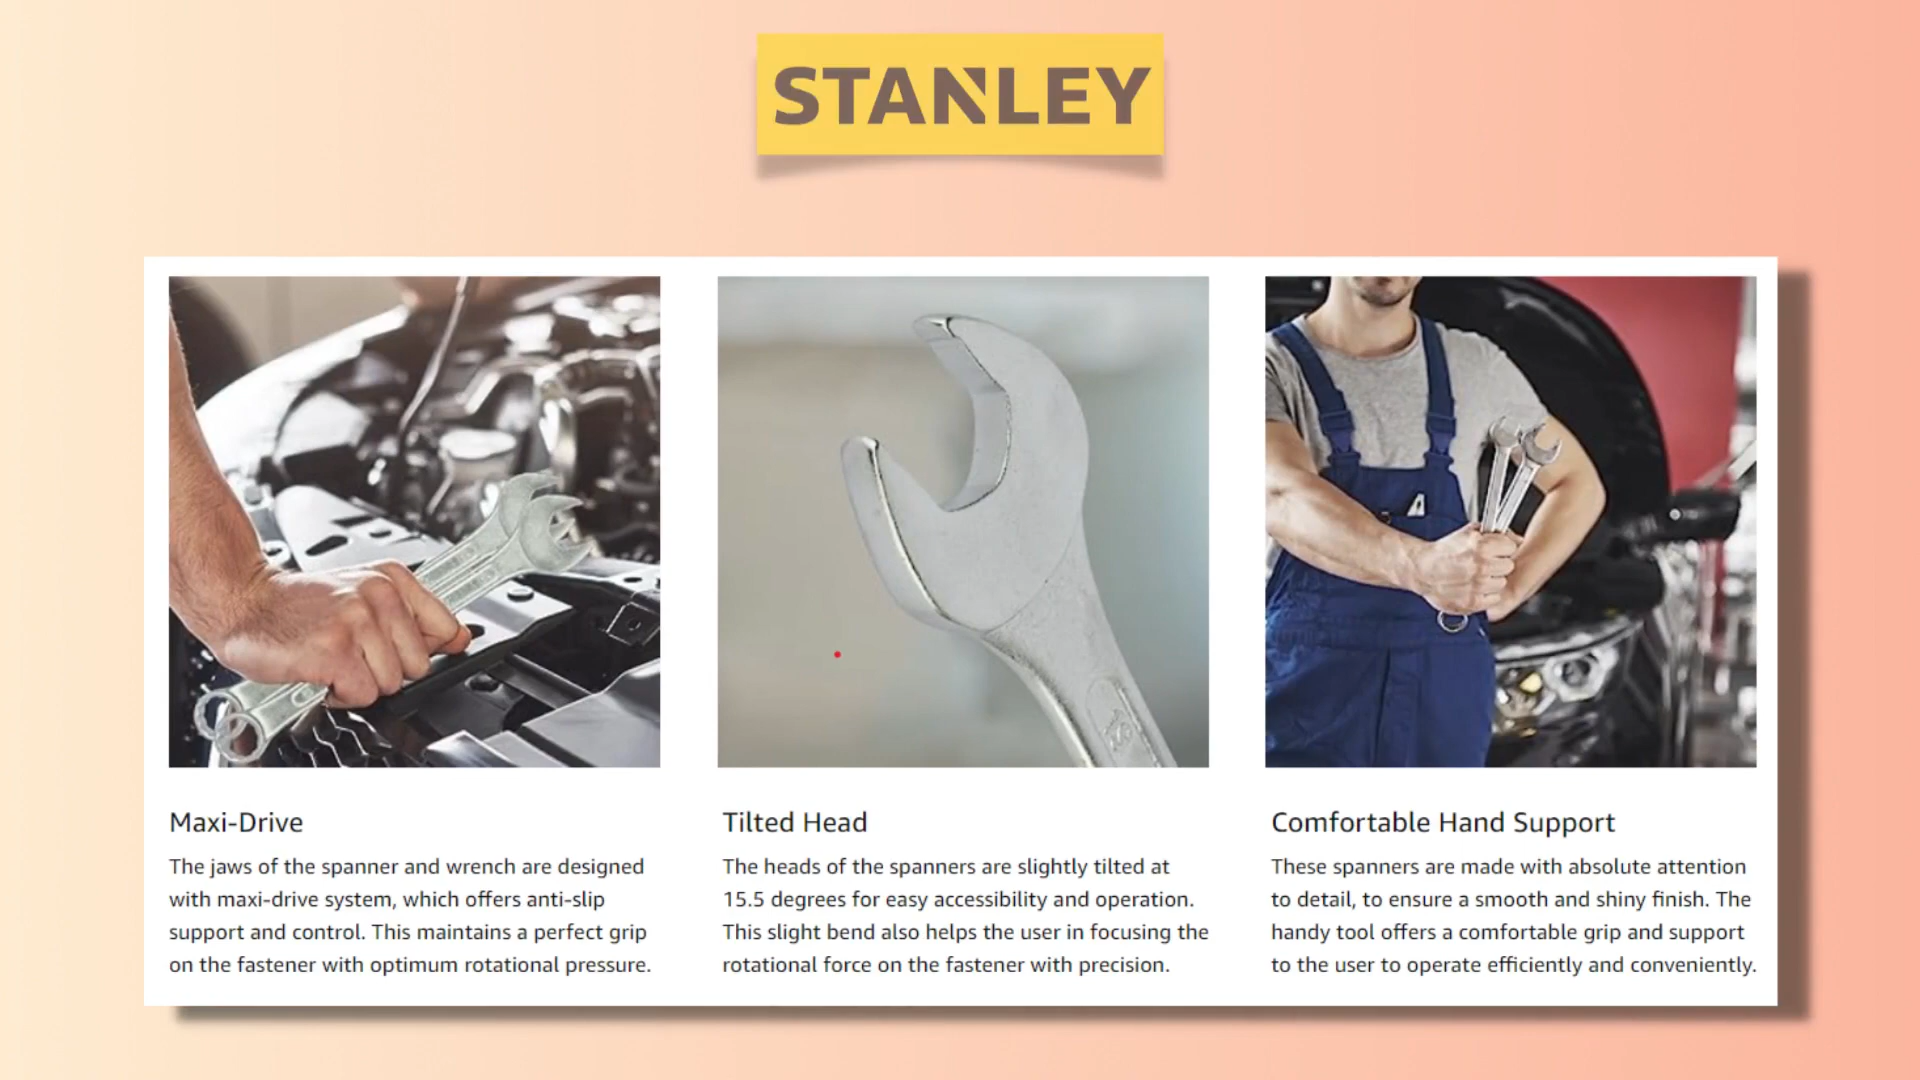 STANLEY
Maxi-Drive
The jaws of the spanner and wrench are designed
with maxi-drive system, which offers anti-slip
support and control. This maintains a perfect grip
on the fastener with optimum rotational pressure.
Tilted Head
The heads of the spanners are slightly tilted at
15.5 degrees for easy accessibility and operation.
This slight bend also helps the user in focusing the
rotational force on the fastener with precision.
Comfortable Hand Support
These spanners are made with absolute attention
to detail, to ensure a smooth and shiny finish. The
handy tool offers a comfortable grip and support
to the user to operate efficiently and conveniently.